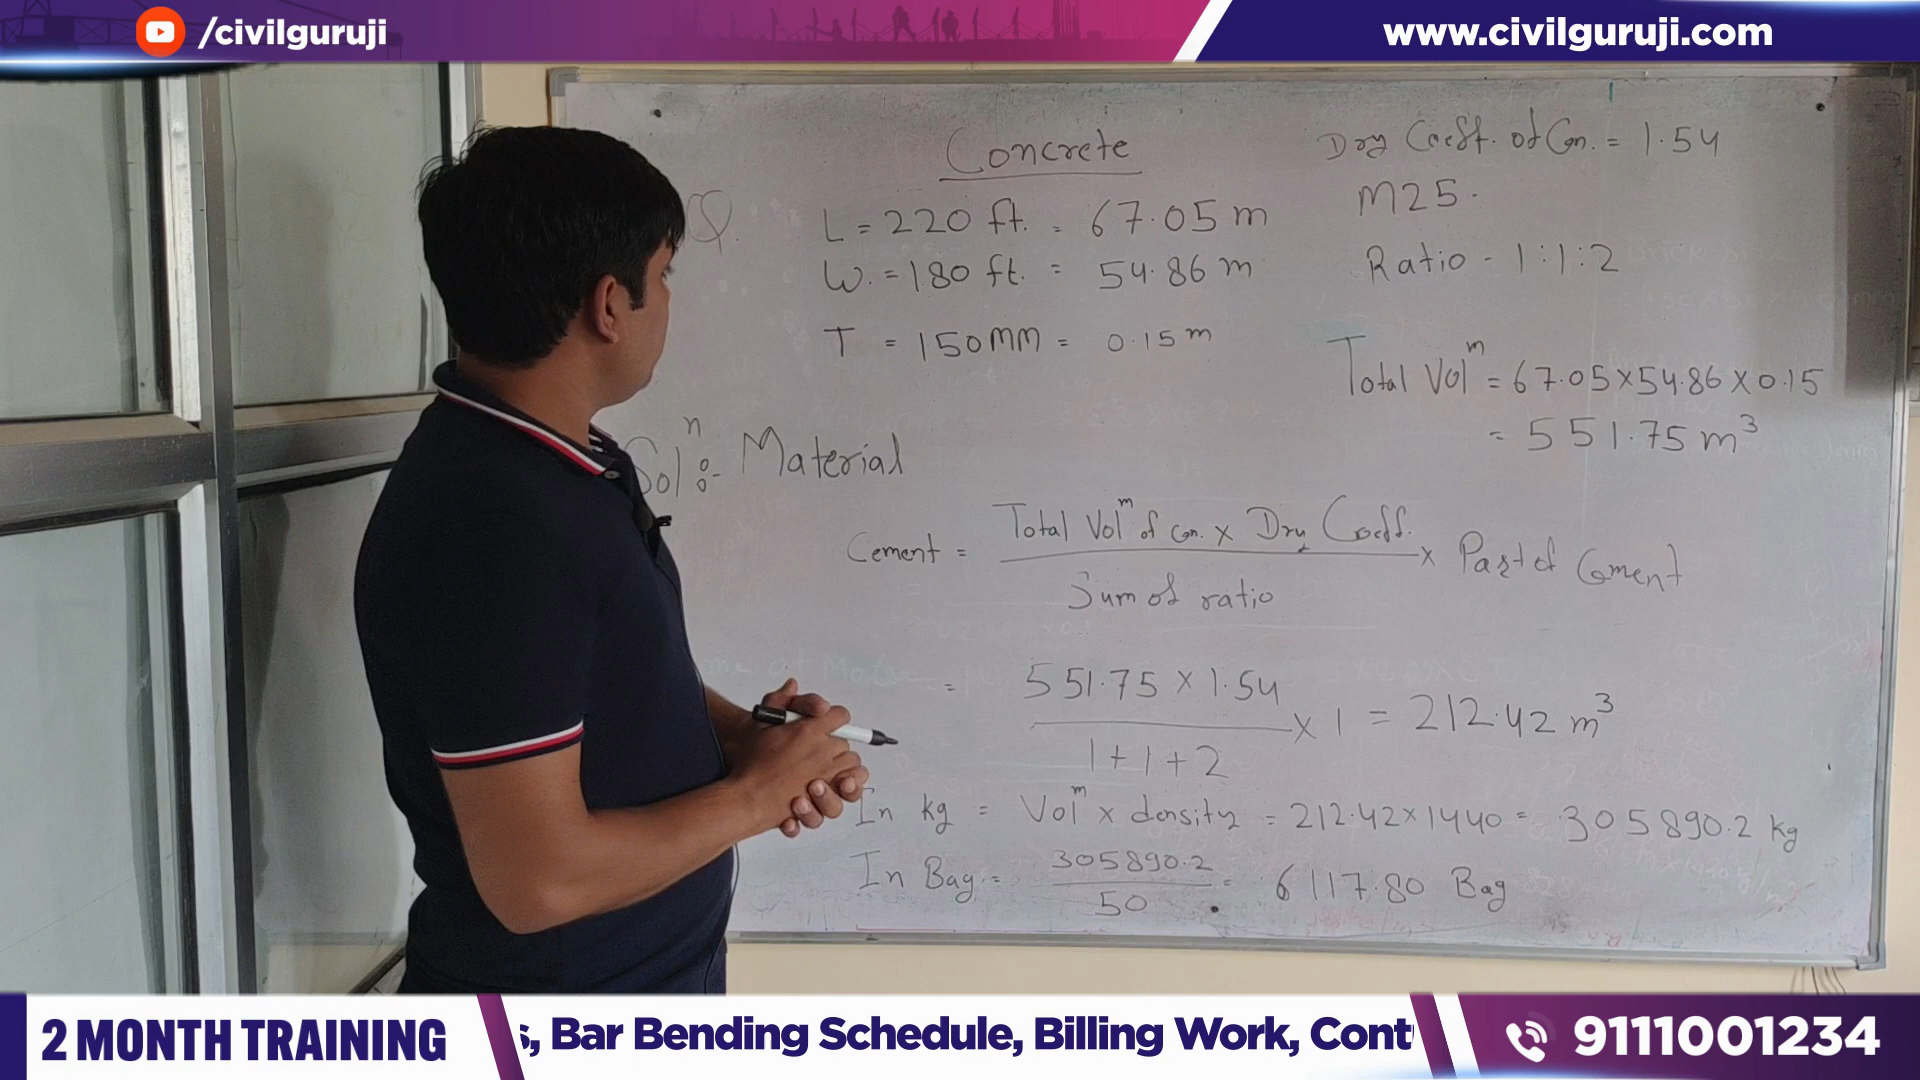 /civilguruji
www.civilguruji.com
Concrete
Dry Coeff. of Con. = 1.54
M25.
Ratio - 1:1:2
Q.
L = 220 ft. = 67.05 m
W. = 180 ft. = 54.86 m
T = 150MM = 0.15 m
Total Vol^m = 67.05 × 54.86 × 0.15
= 551.75 m³
Sol^n :- Material
Cement = Total Vol^m of Con. × Dry Coeff. / Sum of ratio × Part of Cement
= 551.75 × 1.54 / 1+1+2 × 1 = 212.42 m³
In kg = Vol^m × density = 212.42 × 1440 = 305890.2 kg
In Bag = 305890.2 / 50 = 6117.80 Bag
2 MONTH TRAINING
s, Bar Bending Schedule, Billing Work, Cont
9111001234